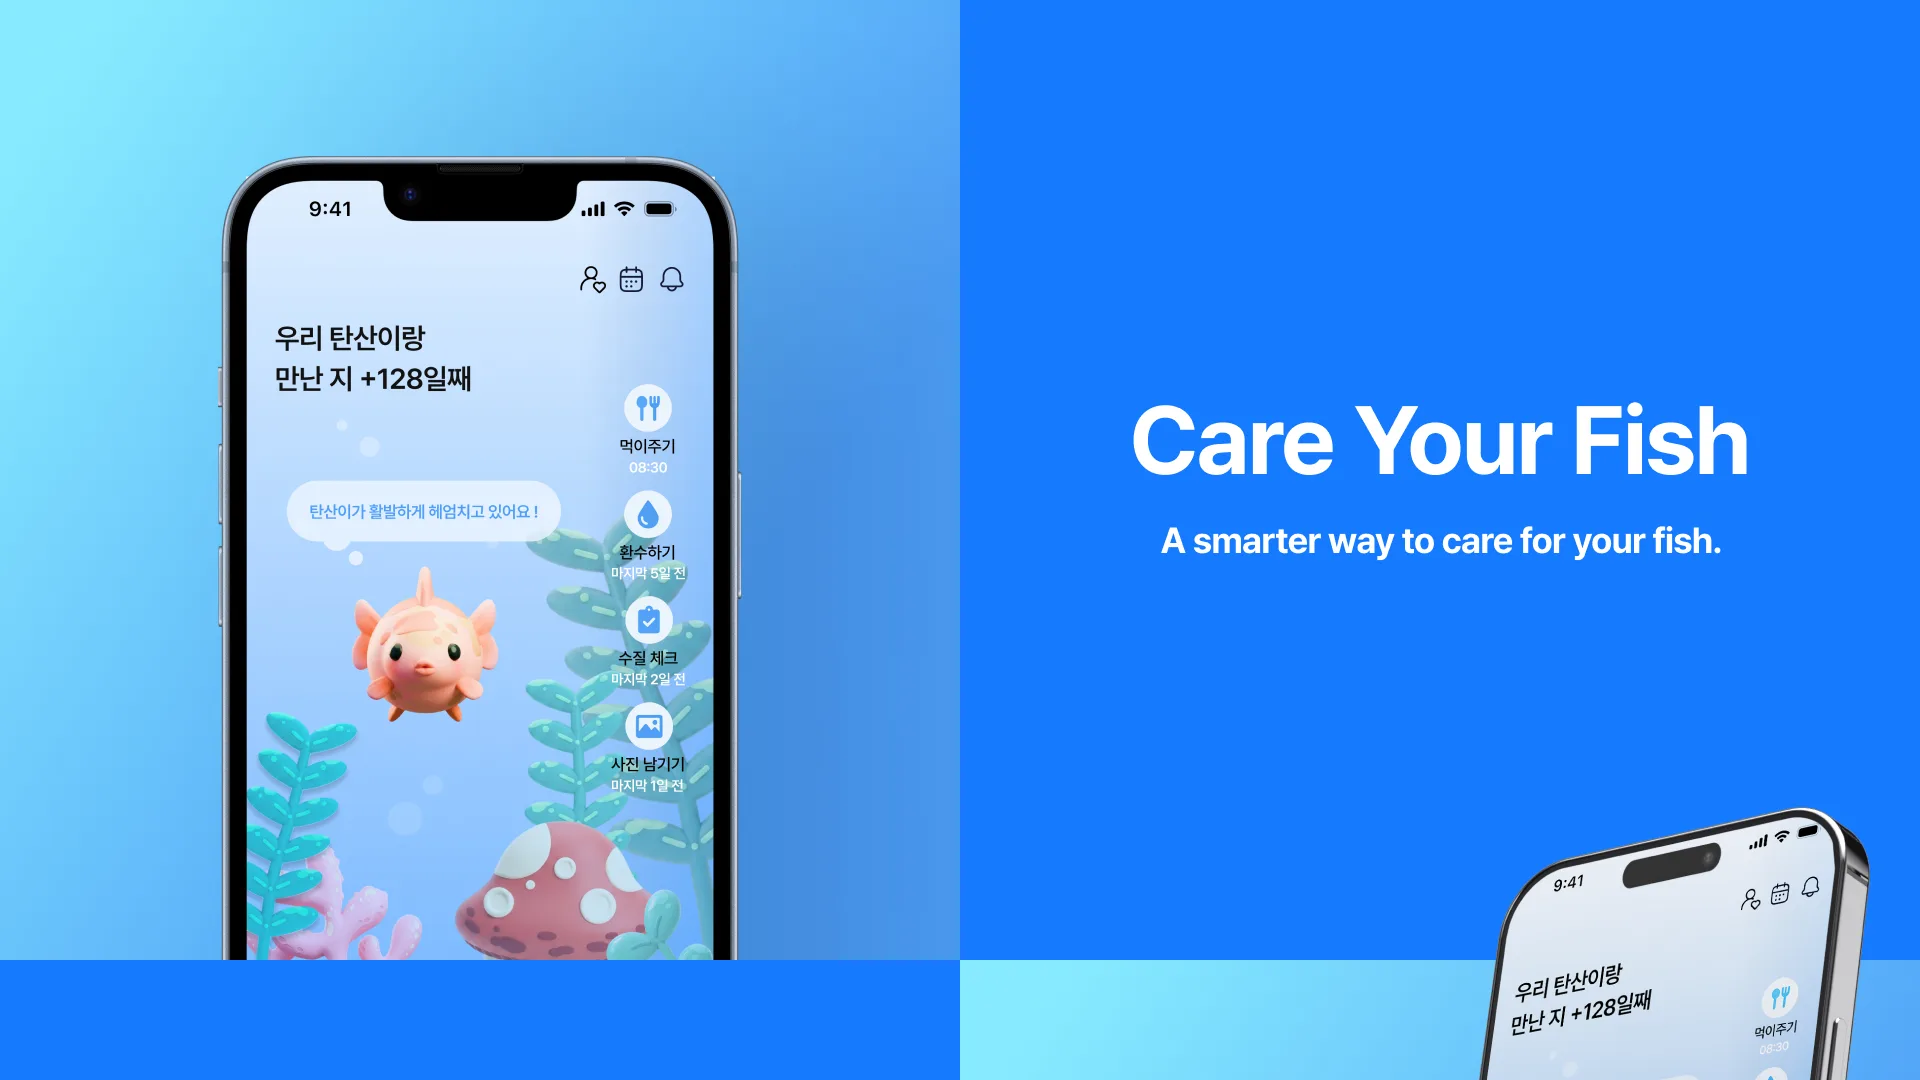 9:41
우리 탄산이랑
만난 지 +128일째
먹이주기
08:30
탄산이가 활발하게 헤엄치고 있어요 !
환수하기
마지막 5일 전
수질 체크
마지막 2일 전
사진 남기기
마지막 1일 전
Care Your Fish
A smarter way to care for your fish.
9:41
우리 탄산이랑
만난 지 +128일째
먹이주기
08:30